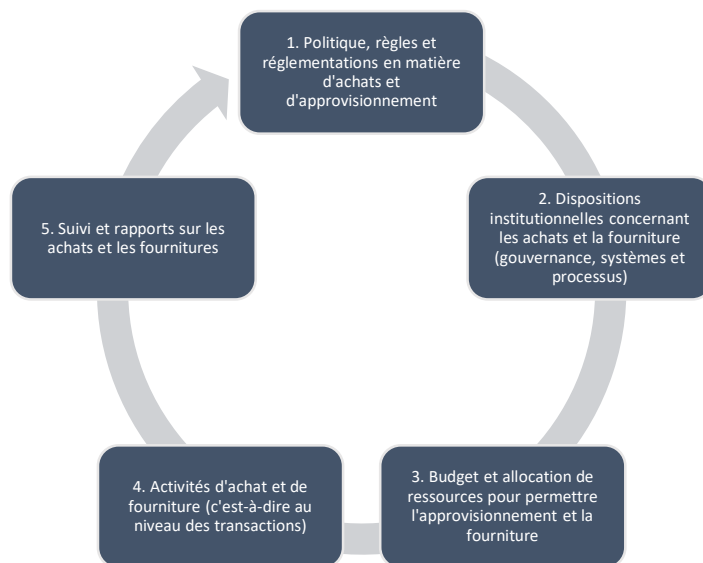 1. Politique, règles et
réglementations en matière
d'achats et
d'approvisionnement
2. Dispositions
institutionnelles concernant
les achats et la fourniture
(gouvernance, systèmes et
processus)
3. Budget et allocation de
ressources pour permettre
l'approvisionnement et la
fourniture
4. Activités d'achat et de
fourniture (c'est-à-dire au
niveau des transactions)
5. Suivi et rapports sur les
achats et les fournitures